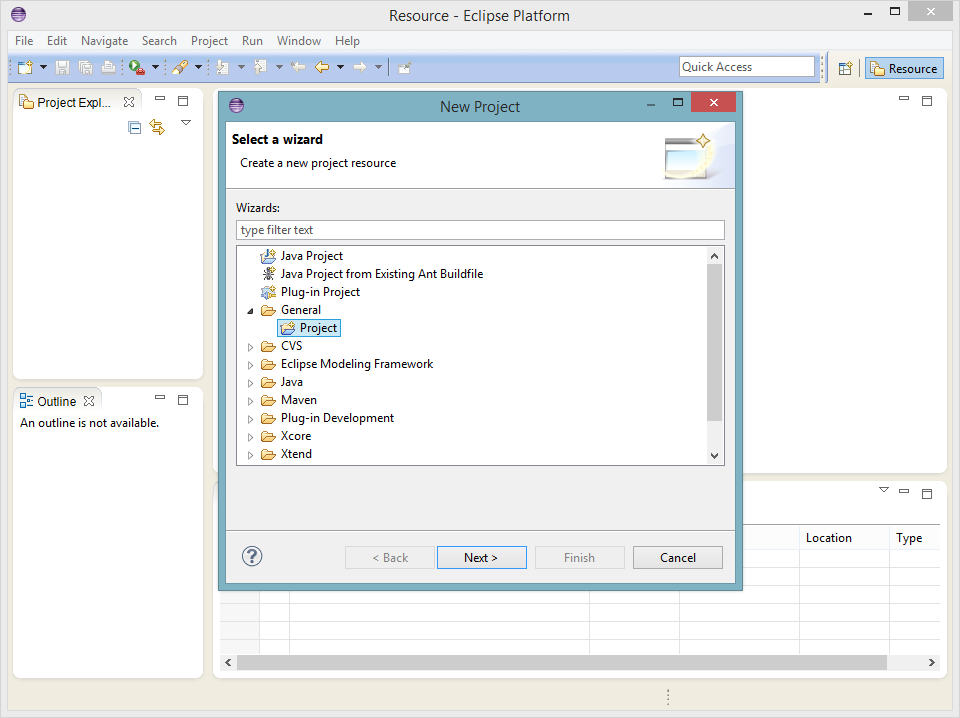 Resource - Eclipse Platform
File Edit Navigate Search Project Run Window Help
Quick Access
Resource
Project Expl...
New Project
Select a wizard
Create a new project resource
Wizards:
type filter text
Java Project
Java Project from Existing Ant Buildfile
Plug-in Project
General
Project
CVS
Eclipse Modeling Framework
Java
Maven
Plug-in Development
Xcore
Xtend
Outline
An outline is not available.
Location Type
< Back Next > Finish Cancel